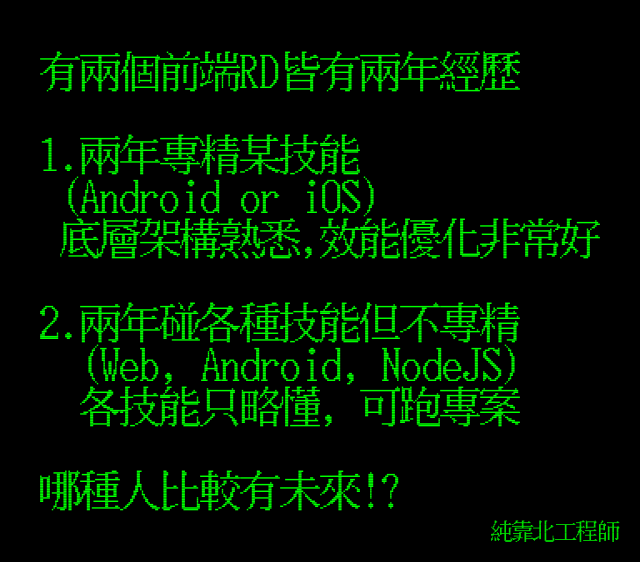 有兩個前端RD皆有兩年經歷
1.兩年專精某技能
(Android or iOS)
底層架構熟悉,效能優化非常好
2.兩年碰各種技能但不專精
(Web, Android, NodeJS)
各技能只略懂, 可跑專案
哪種人比較有未來!?
純靠北工程師